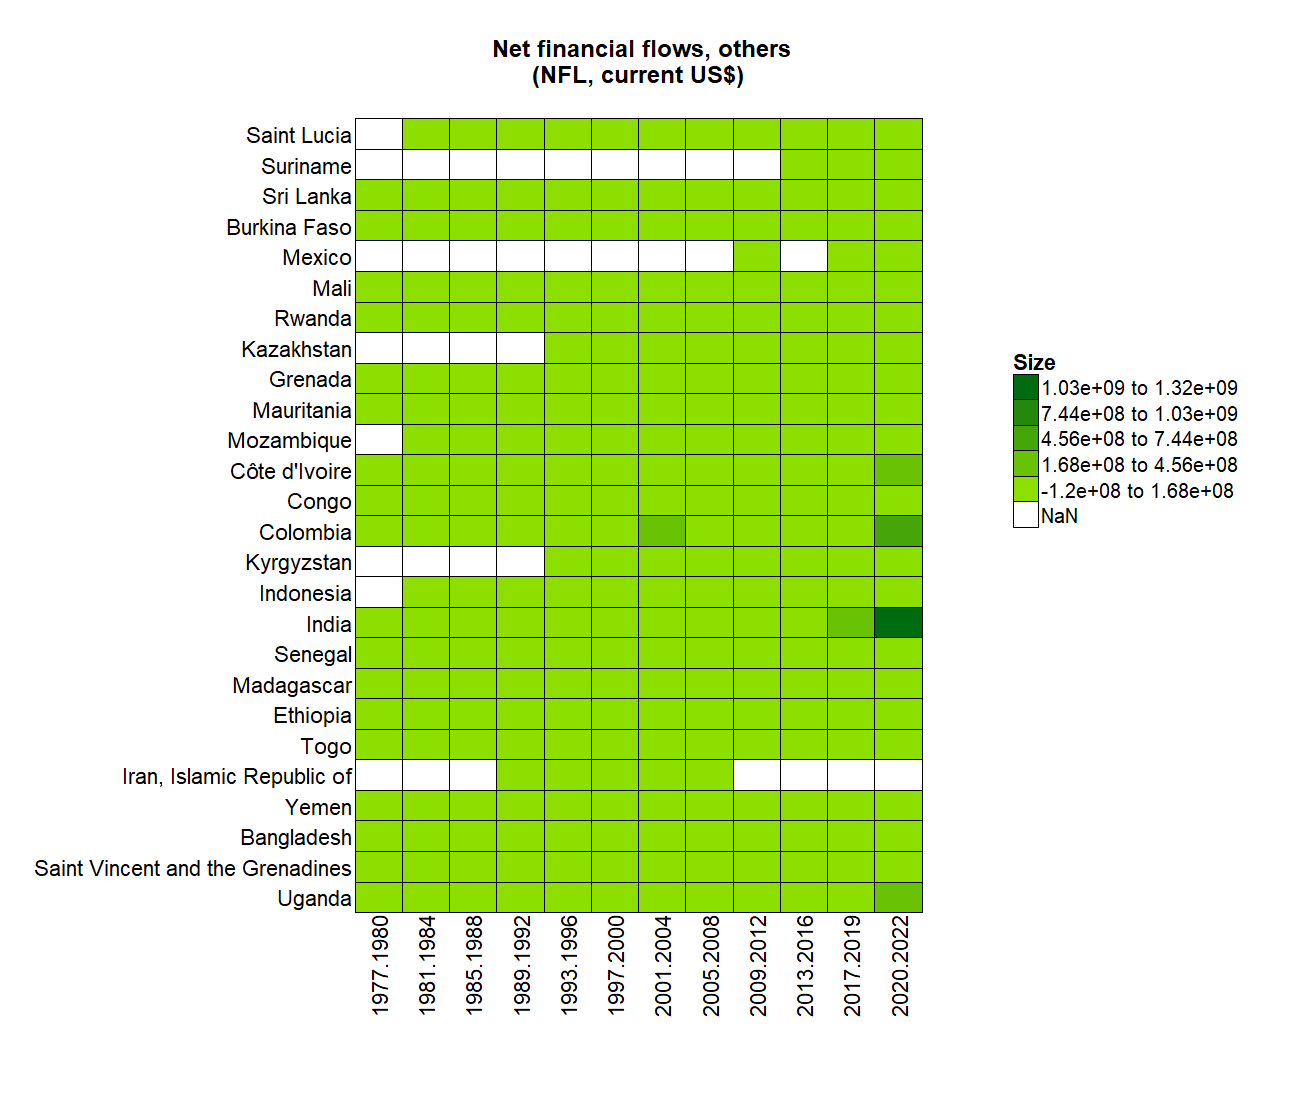 Net financial flows, others
(NFL, current US$)
Saint Lucia
Suriname
Sri Lanka
Burkina Faso
Mexico
Mali
Rwanda
Kazakhstan
Grenada
Mauritania
Mozambique
Côte d'Ivoire
Congo
Colombia
Kyrgyzstan
Indonesia
India
Senegal
Madagascar
Ethiopia
Togo
Iran, Islamic Republic of
Yemen
Bangladesh
Saint Vincent and the Grenadines
Uganda
1977.1980
1981.1984
1985.1988
1989.1992
1993.1996
1997.2000
2001.2004
2005.2008
2009.2012
2013.2016
2017.2019
2020.2022
Size
1.03e+09 to 1.32e+09
7.44e+08 to 1.03e+09
4.56e+08 to 7.44e+08
1.68e+08 to 4.56e+08
-1.2e+08 to 1.68e+08
NaN